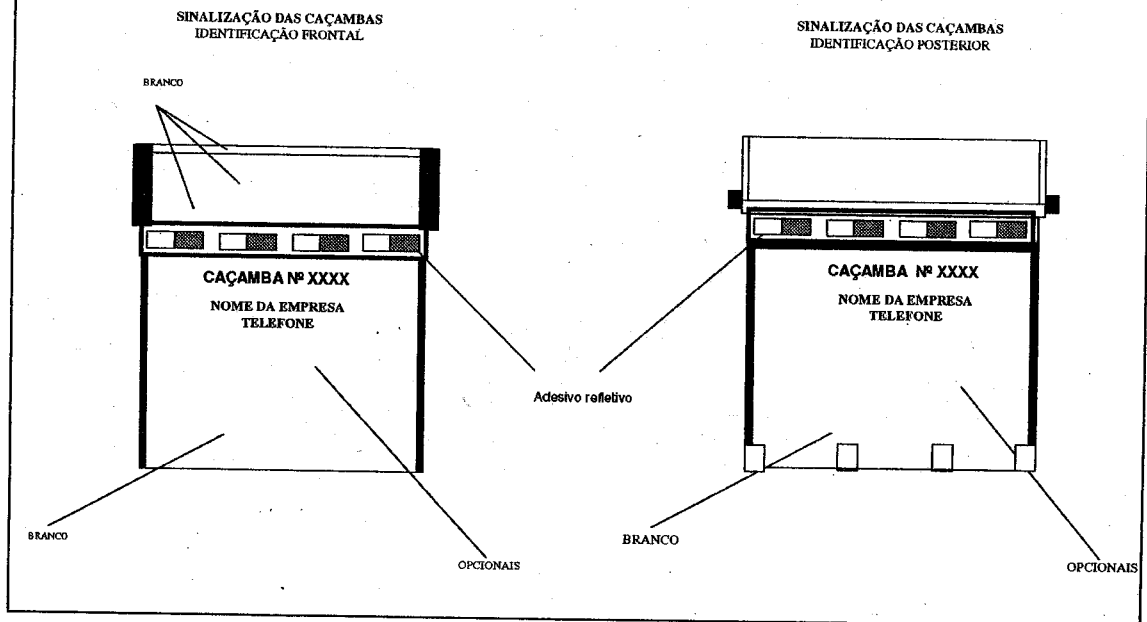 SINALIZAÇÃO DAS CAÇAMBAS
IDENTIFICAÇÃO FRONTAL
BRANCO
CAÇAMBA Nº XXXX
NOME DA EMPRESA
TELEFONE
BRANCO
OPCIONAIS
Adesivo refletivo
SINALIZAÇÃO DAS CAÇAMBAS
IDENTIFICAÇÃO POSTERIOR
CAÇAMBA Nº XXXX
NOME DA EMPRESA
TELEFONE
BRANCO
OPCIONAIS